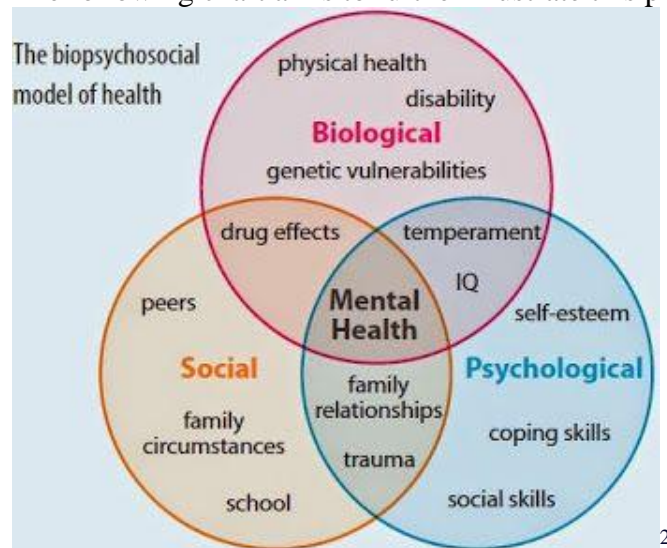 The biopsychosocial
model of health
physical health
disability
Biological
genetic vulnerabilities
drug effects
temperament
IQ
Mental
Health
peers
self-esteem
Social
Psychological
family
relationships
family
circumstances
coping skills
trauma
school
social skills
2